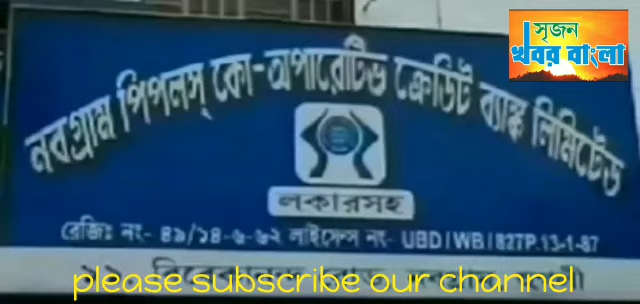 সৃজন
খবর বাংলা
নবগ্রাম পিপলস্ কো-অপারেটিভ ক্রেডিট ব্যাঙ্ক লিমিটেড
লকারসহ
রেজিঃ নং- ৪৯/১৪-৬-৬২ লাইসেন্স নং- UBD/WB/827P.13-1-87
please subscribe our channel